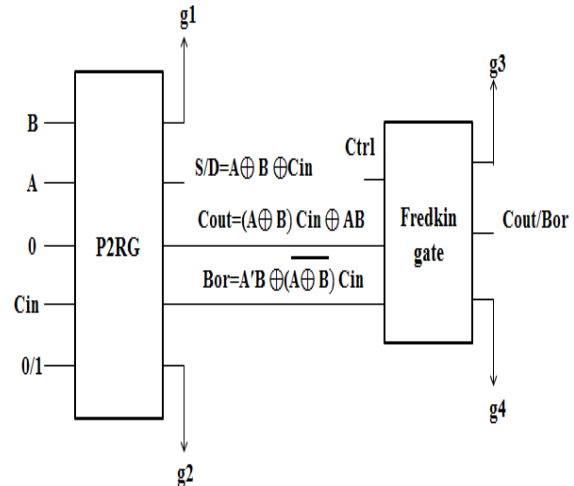 g1
g3
B
Ctrl
A
S/D=A⊕B⊕Cin
Cout=(A⊕B) Cin⊕AB
Fredkin
gate
Cout/Bor
0
P2RG
Bor=A'B⊕(A̅⊕̅B̅) Cin
Cin
0/1
g4
g2